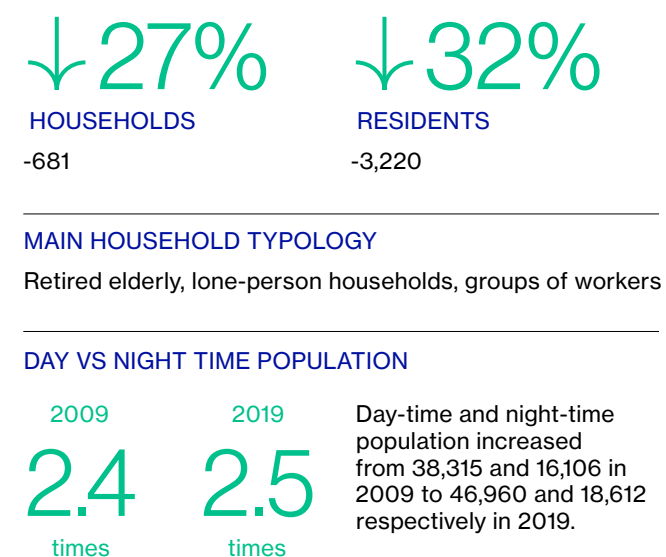 ↓27% ↓32%
HOUSEHOLDS RESIDENTS
-681 -3,220
MAIN HOUSEHOLD TYPOLOGY
Retired elderly, lone-person households, groups of workers
DAY VS NIGHT TIME POPULATION
2009 2019
2.4 2.5
times times
Day-time and night-time
population increased
from 38,315 and 16,106 in
2009 to 46,960 and 18,612
respectively in 2019.